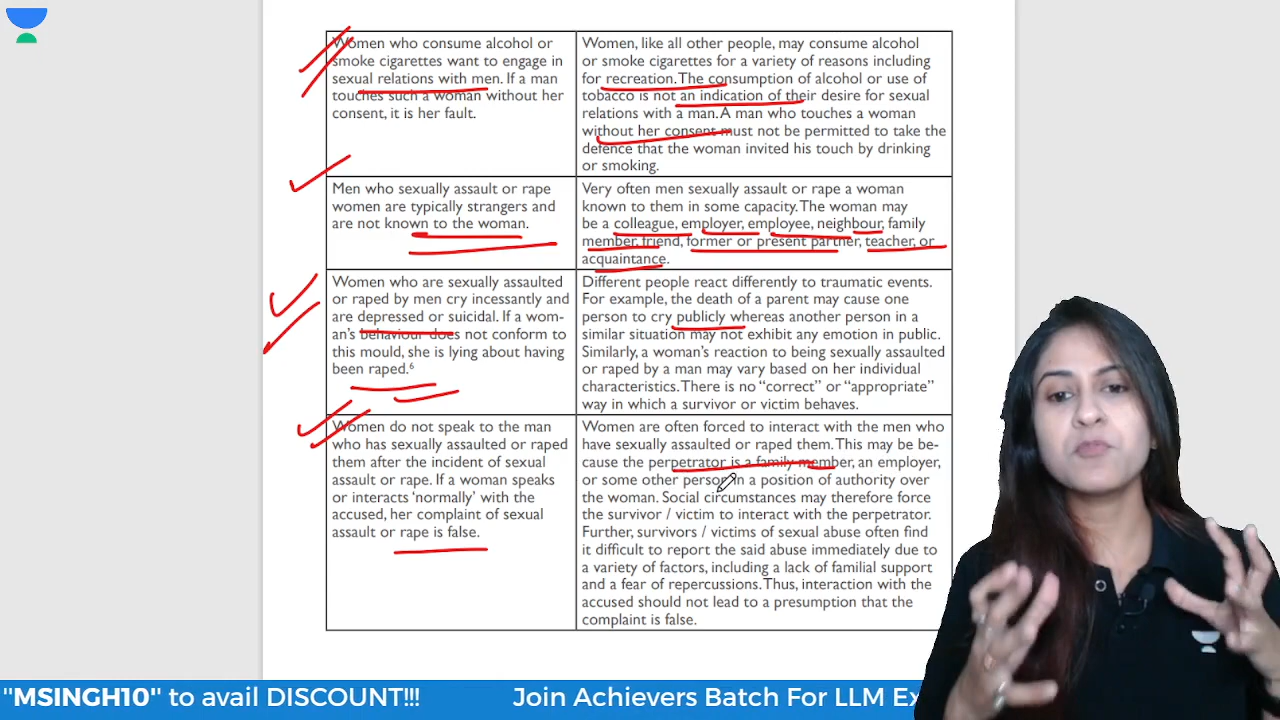 Women who consume alcohol or
smoke cigarettes want to engage in
sexual relations with men. If a man
touches such a woman without her
consent, it is her fault.
Women, like all other people, may consume alcohol
or smoke cigarettes for a variety of reasons including
for recreation. The consumption of alcohol or use of
tobacco is not an indication of their desire for sexual
relations with a man. A man who touches a woman
without her consent must not be permitted to take the
defence that the woman invited his touch by drinking
or smoking.
Men who sexually assault or rape
women are typically strangers and
are not known to the woman.
Very often men sexually assault or rape a woman
known to them in some capacity. The woman may
be a colleague, employer, employee, neighbour, family
member, friend, former or present partner, teacher, or
acquaintance.
Women who are sexually assaulted
or raped by men cry incessantly and
are depressed or suicidal. If a wom-
an's behaviour does not conform to
this mould, she is lying about having
been raped.⁶
Different people react differently to traumatic events.
For example, the death of a parent may cause one
person to cry publicly whereas another person in a
similar situation may not exhibit any emotion in public.
Similarly, a woman's reaction to being sexually assaulted
or raped by a man may vary based on her individual
characteristics. There is no "correct" or "appropriate"
way in which a survivor or victim behaves.
Women do not speak to the man
who has sexually assaulted or raped
them after the incident of sexual
assault or rape. If a woman speaks
or interacts 'normally' with the
accused, her complaint of sexual
assault or rape is false.
Women are often forced to interact with the men who
have sexually assaulted or raped them. This may be be-
cause the perpetrator is a family member, an employer,
or some other person in a position of authority over
the woman. Social circumstances may therefore force
the survivor / victim to interact with the perpetrator.
Further, survivors / victims of sexual abuse often find
it difficult to report the said abuse immediately due to
a variety of factors, including a lack of familial support
and a fear of repercussions. Thus, interaction with the
accused should not lead to a presumption that the
complaint is false.
"MSINGH10" to avail DISCOUNT!!! Join Achievers Batch For LLM Ex